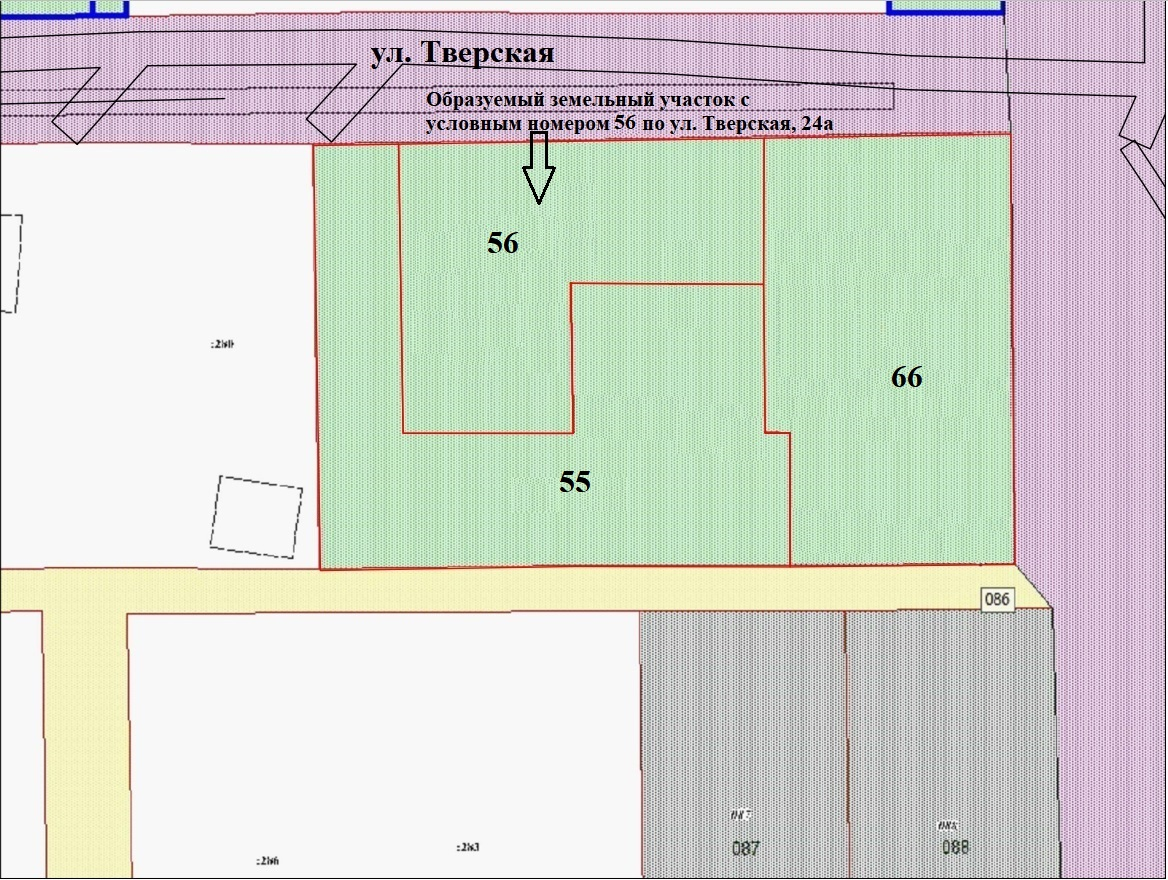 ул. Тверская
Образуемый земельный участок с
условным номером 56 по ул. Тверская, 24а
56
66
55
086
087
088